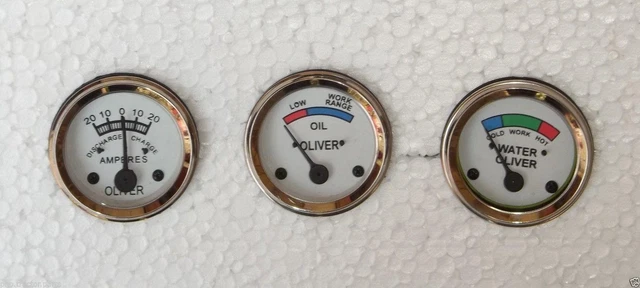 20 10 0 10 20
DISCHARGE CHARGE
AMPERES
OLIVER
LOW WORK RANGE
OIL
OLIVER
COLD WORK HOT
WATER
OLIVER